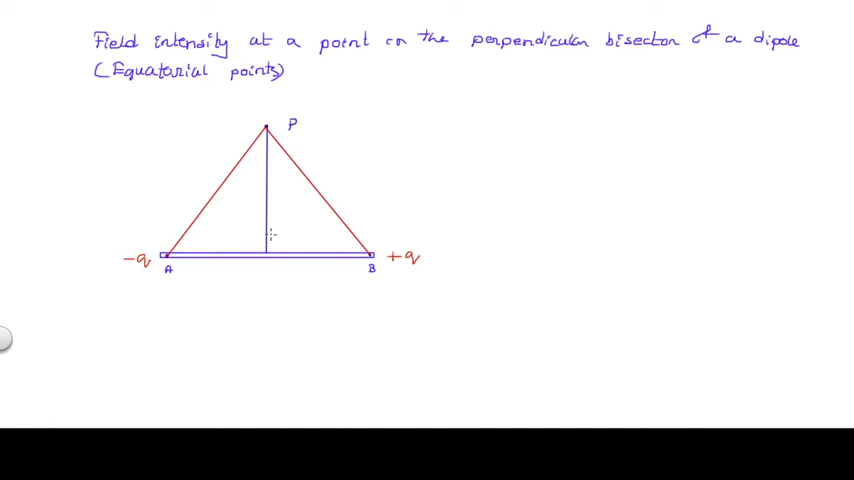 Field intensity at a point on the perpendicular bisector of a dipole
(Equatorial points)
P
-q
+q
A
B